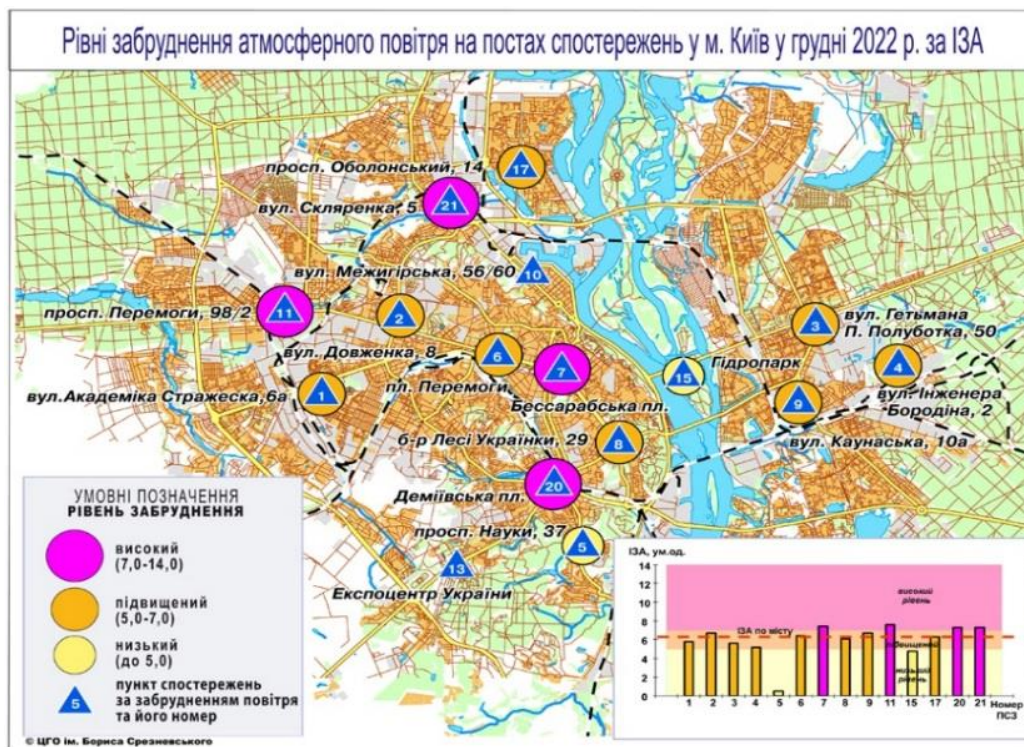 Рівні забруднення атмосферного повітря на постах спостережень у м. Київ у грудні 2022 р. за ІЗА
просп. Оболонський, 14
17
вул. Скляренка, 5
21
вул. Межигірська, 56/60
10
просп. Перемоги, 98/2
11
2
3
вул. Гетьмана
П. Полуботка, 50
вул. Довженка, 8
6
7
15
Гідропарк
4
пл. Перемоги
вул.Академіка Стражеска,6а
1
Бессарабська пл.
9
вул. Інженера
Бородіна, 2
б-р Лесі Українки, 29
8
вул. Каунаська, 10а
Деміївська пл.
20
просп. Науки, 37
5
13
Експоцентр України
УМОВНІ ПОЗНАЧЕННЯ
РІВЕНЬ ЗАБРУДНЕННЯ
високий
(7,0-14,0)
підвищений
(5,0-7,0)
низький
(до 5,0)
5
пункт спостережень
за забрудненням повітря
та його номер
© ЦГО ім. Бориса Срезневського
ІЗА, ум.од.
14
12
10
8
6
4
2
0
високий
рівень
ІЗА по місту
низький
рівень
1 2 3 4 5 6 7 8 9 11 15 17 20 21
Номер
ПСЗ